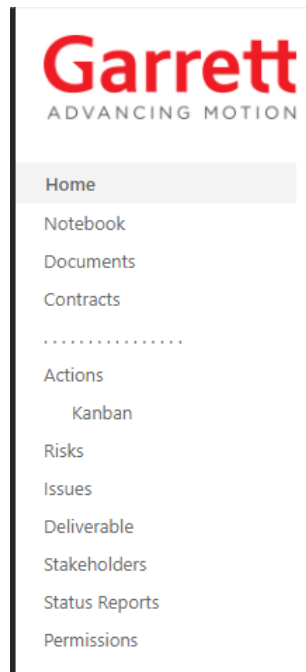 Garrett
ADVANCING MOTION
Home
Notebook
Documents
Contracts
................
Actions
Kanban
Risks
Issues
Deliverable
Stakeholders
Status Reports
Permissions